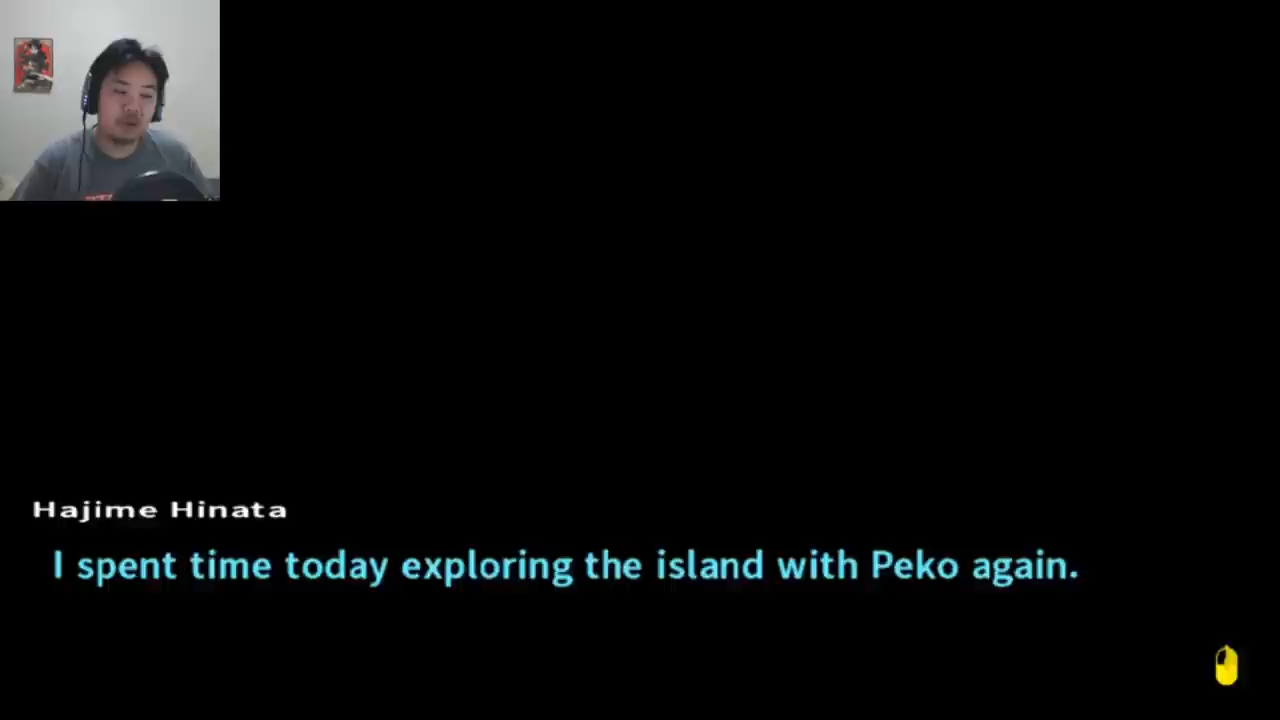 Hajime Hinata
I spent time today exploring the island with Peko again.